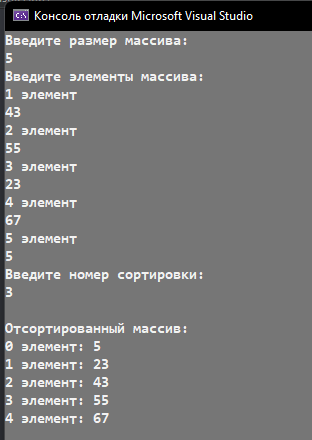 Консоль отладки Microsoft Visual Studio
Введите размер массива:
5
Введите элементы массива:
1 элемент
43
2 элемент
55
3 элемент
23
4 элемент
67
5 элемент
5
Введите номер сортировки:
3
Отсортированный массив:
0 элемент: 5
1 элемент: 23
2 элемент: 43
3 элемент: 55
4 элемент: 67